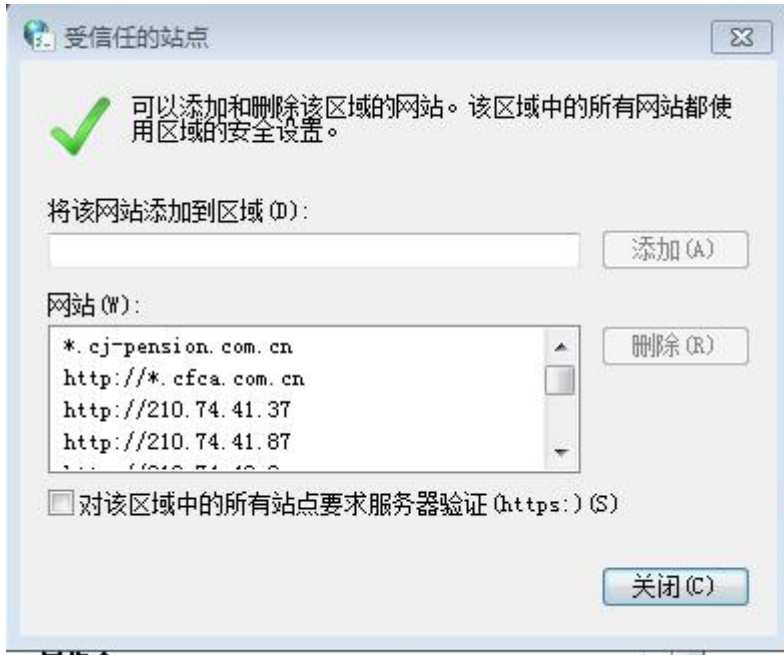 受信任的站点
可以添加和删除该区域的网站。该区域中的所有网站都使
用区域的安全设置。
将该网站添加到区域(D):
添加(A)
网站(W):
*.cj-pension.com.cn
删除(R)
http://*.cfca.com.cn
http://210.74.41.37
http://210.74.41.87
对该区域中的所有站点要求服务器验证(https:)(S)
关闭(C)